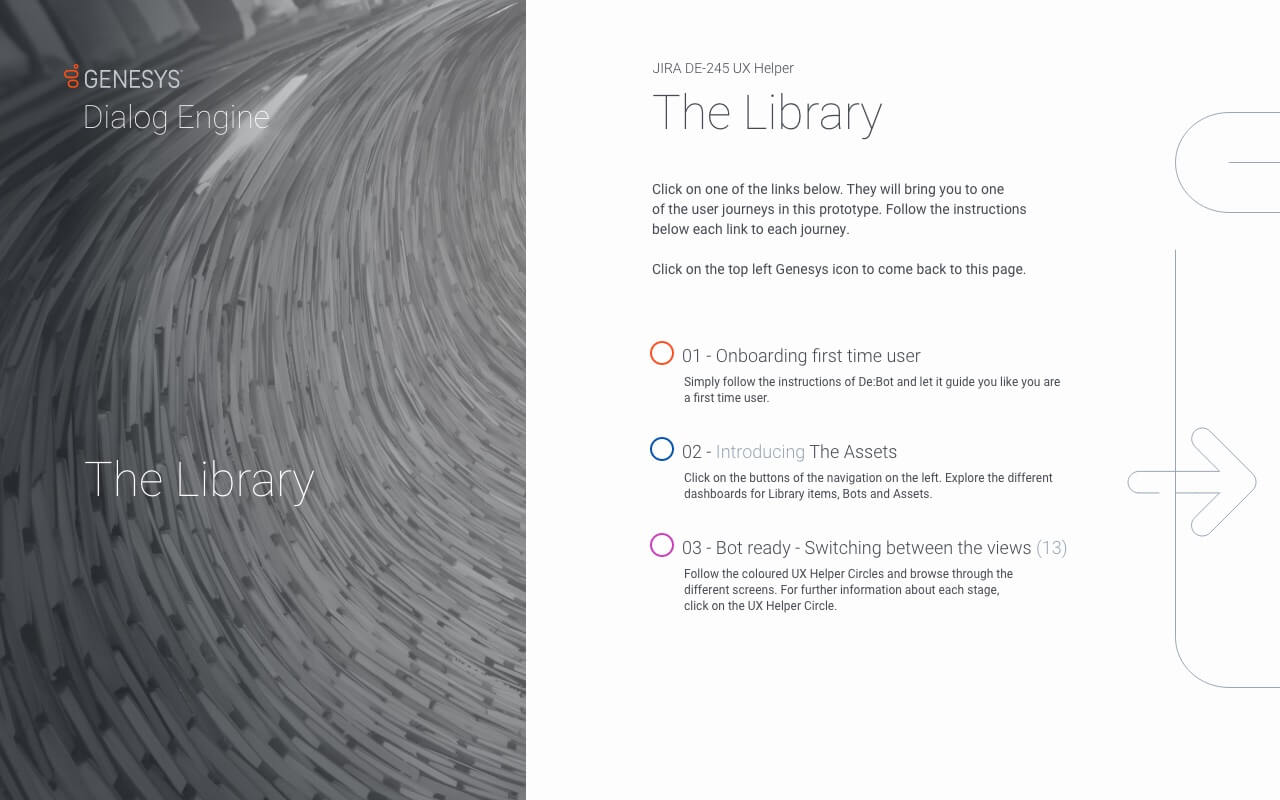 GENESYS
Dialog Engine
The Library
JIRA DE-245 UX Helper
The Library
Click on one of the links below. They will bring you to one
of the user journeys in this prototype. Follow the instructions
below each link to each journey.
Click on the top left Genesys icon to come back to this page.
01 - Onboarding first time user
Simply follow the instructions of De:Bot and let it guide you like you are
a first time user.
02 - Introducing The Assets
Click on the buttons of the navigation on the left. Explore the different
dashboards for Library items, Bots and Assets.
03 - Bot ready - Switching between the views (13)
Follow the coloured UX Helper Circles and browse through the
different screens. For further information about each stage,
click on the UX Helper Circle.